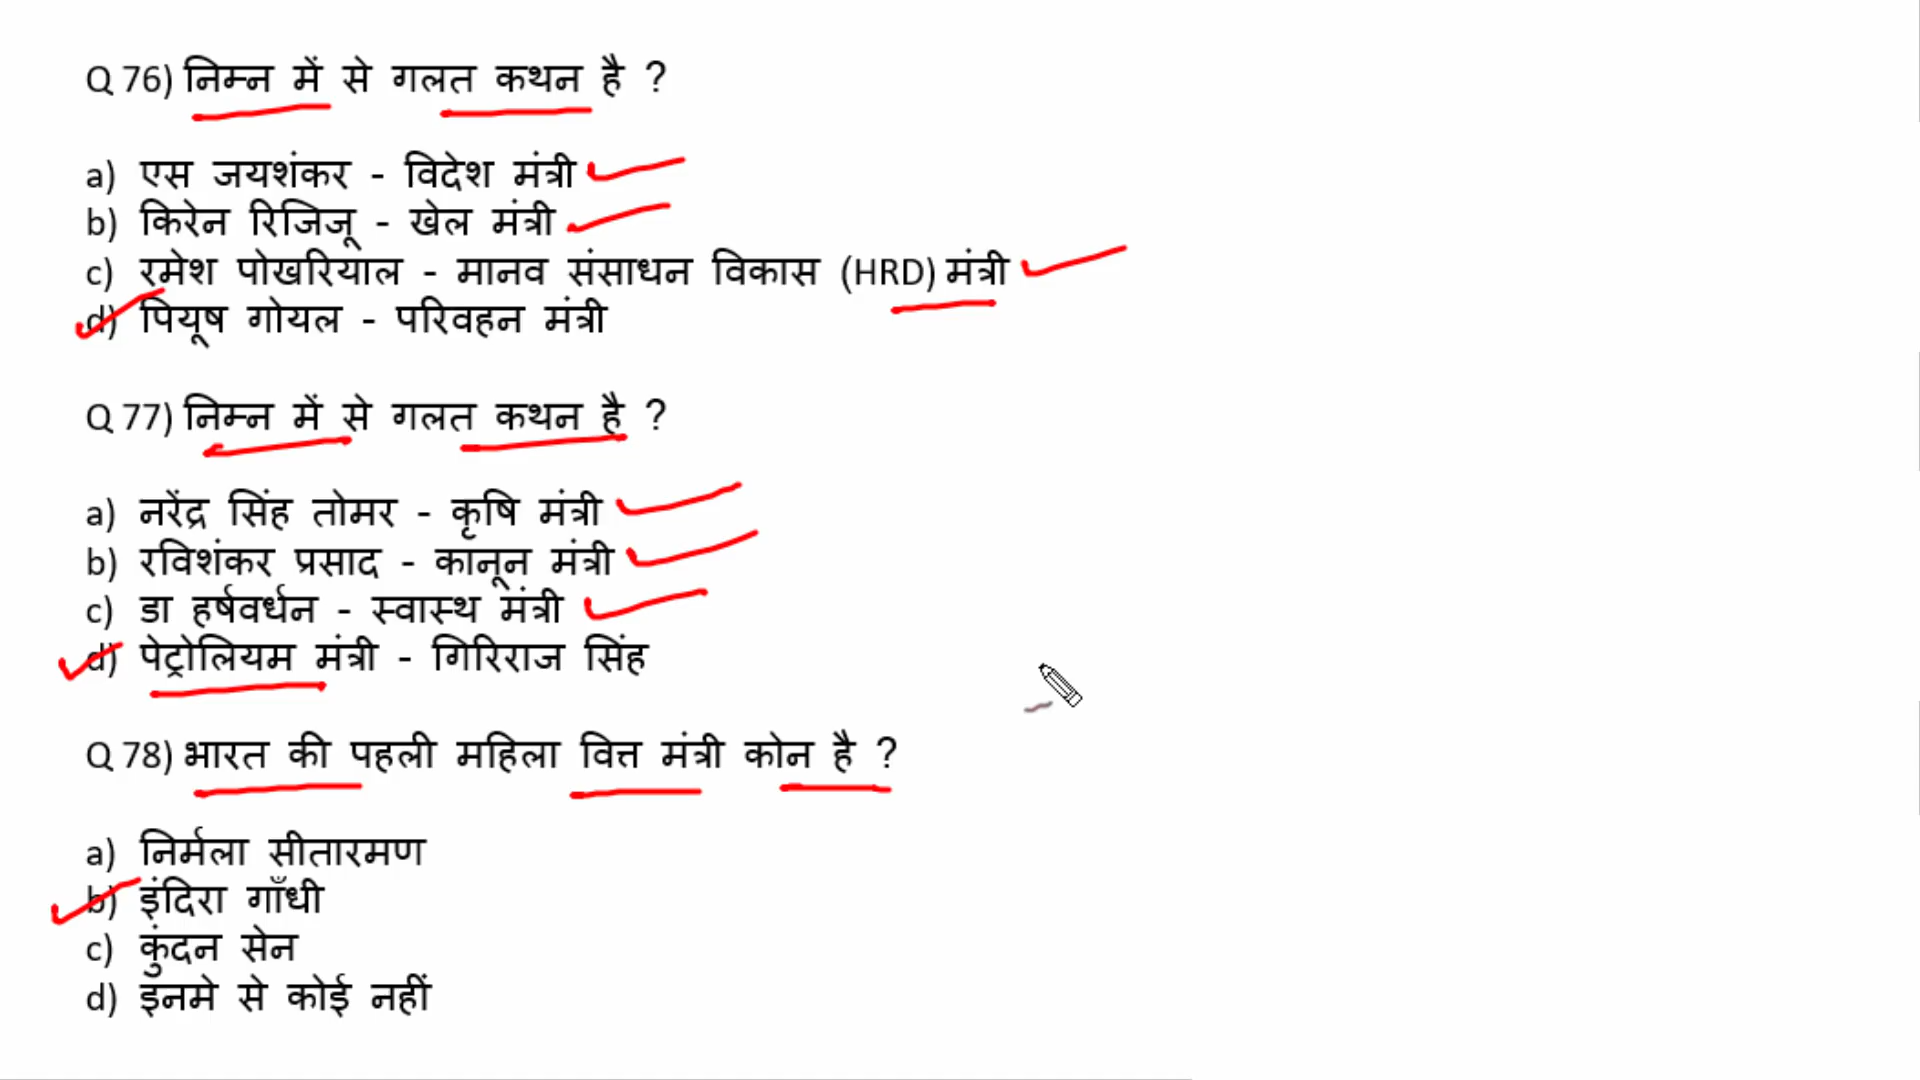 Q 76) निम्न में से गलत कथन है ?
a) एस जयशंकर - विदेश मंत्री
b) किरेन रिजिजू - खेल मंत्री
c) रमेश पोखरियाल - मानव संसाधन विकास (HRD) मंत्री
d) पियूष गोयल - परिवहन मंत्री
Q 77) निम्न में से गलत कथन है ?
a) नरेंद्र सिंह तोमर - कृषि मंत्री
b) रविशंकर प्रसाद - कानून मंत्री
c) डा हर्षवर्धन - स्वास्थ मंत्री
d) पेट्रोलियम मंत्री - गिरिराज सिंह
Q 78) भारत की पहली महिला वित्त मंत्री कोन है ?
a) निर्मला सीतारमण
b) इंदिरा गाँधी
c) कुंदन सेन
d) इनमे से कोई नहीं